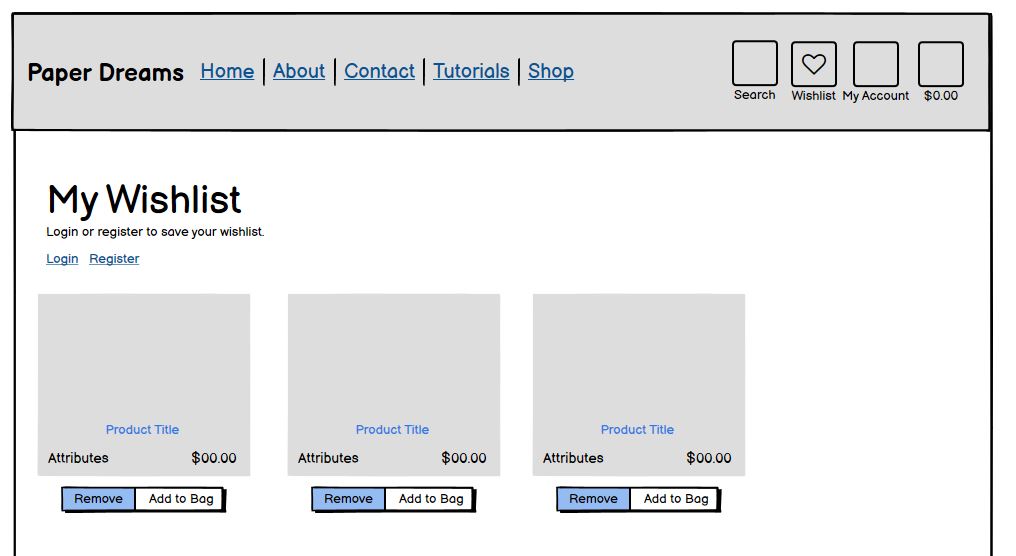 Paper Dreams Home About Contact Tutorials Shop
Search Wishlist My Account $0.00
My Wishlist
Login or register to save your wishlist.
Login Register
Product Title Product Title Product Title
Attributes $00.00 Attributes $00.00 Attributes $00.00
Remove Add to Bag Remove Add to Bag Remove Add to Bag